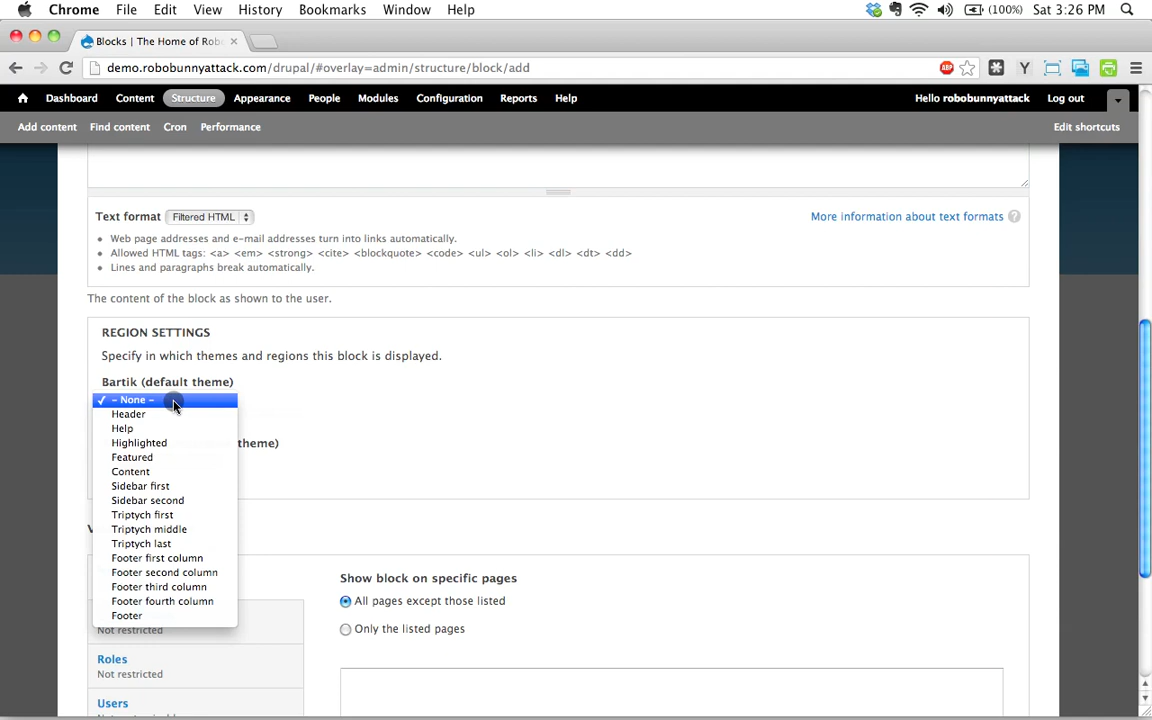 Chrome File Edit View History Bookmarks Window Help (100%) Sat 3:26 PM
Blocks | The Home of Rob
demo.robobunnyattack.com/drupal/#overlay=admin/structure/block/add ABP Y
Dashboard Content Structure Appearance People Modules Configuration Reports Help Hello robobunnyattack Log out
Add content Find content Cron Performance Edit shortcuts
Text format Filtered HTML More information about text formats ?
• Web page addresses and e-mail addresses turn into links automatically.
• Allowed HTML tags: <a> <em> <strong> <cite> <blockquote> <code> <ul> <ol> <li> <dl> <dt> <dd>
• Lines and paragraphs break automatically.
The content of the block as shown to the user.
REGION SETTINGS
Specify in which themes and regions this block is displayed.
Bartik (default theme)
✓ - None -
Header
Help
Highlighted
theme)
Featured
Content
Sidebar first
Sidebar second
Triptych first
Triptych middle
Triptych last
Footer first column
Footer second column
Footer third column
Footer fourth column
Footer
Show block on specific pages
All pages except those listed
Only the listed pages
Not restricted
Roles
Not restricted
Users